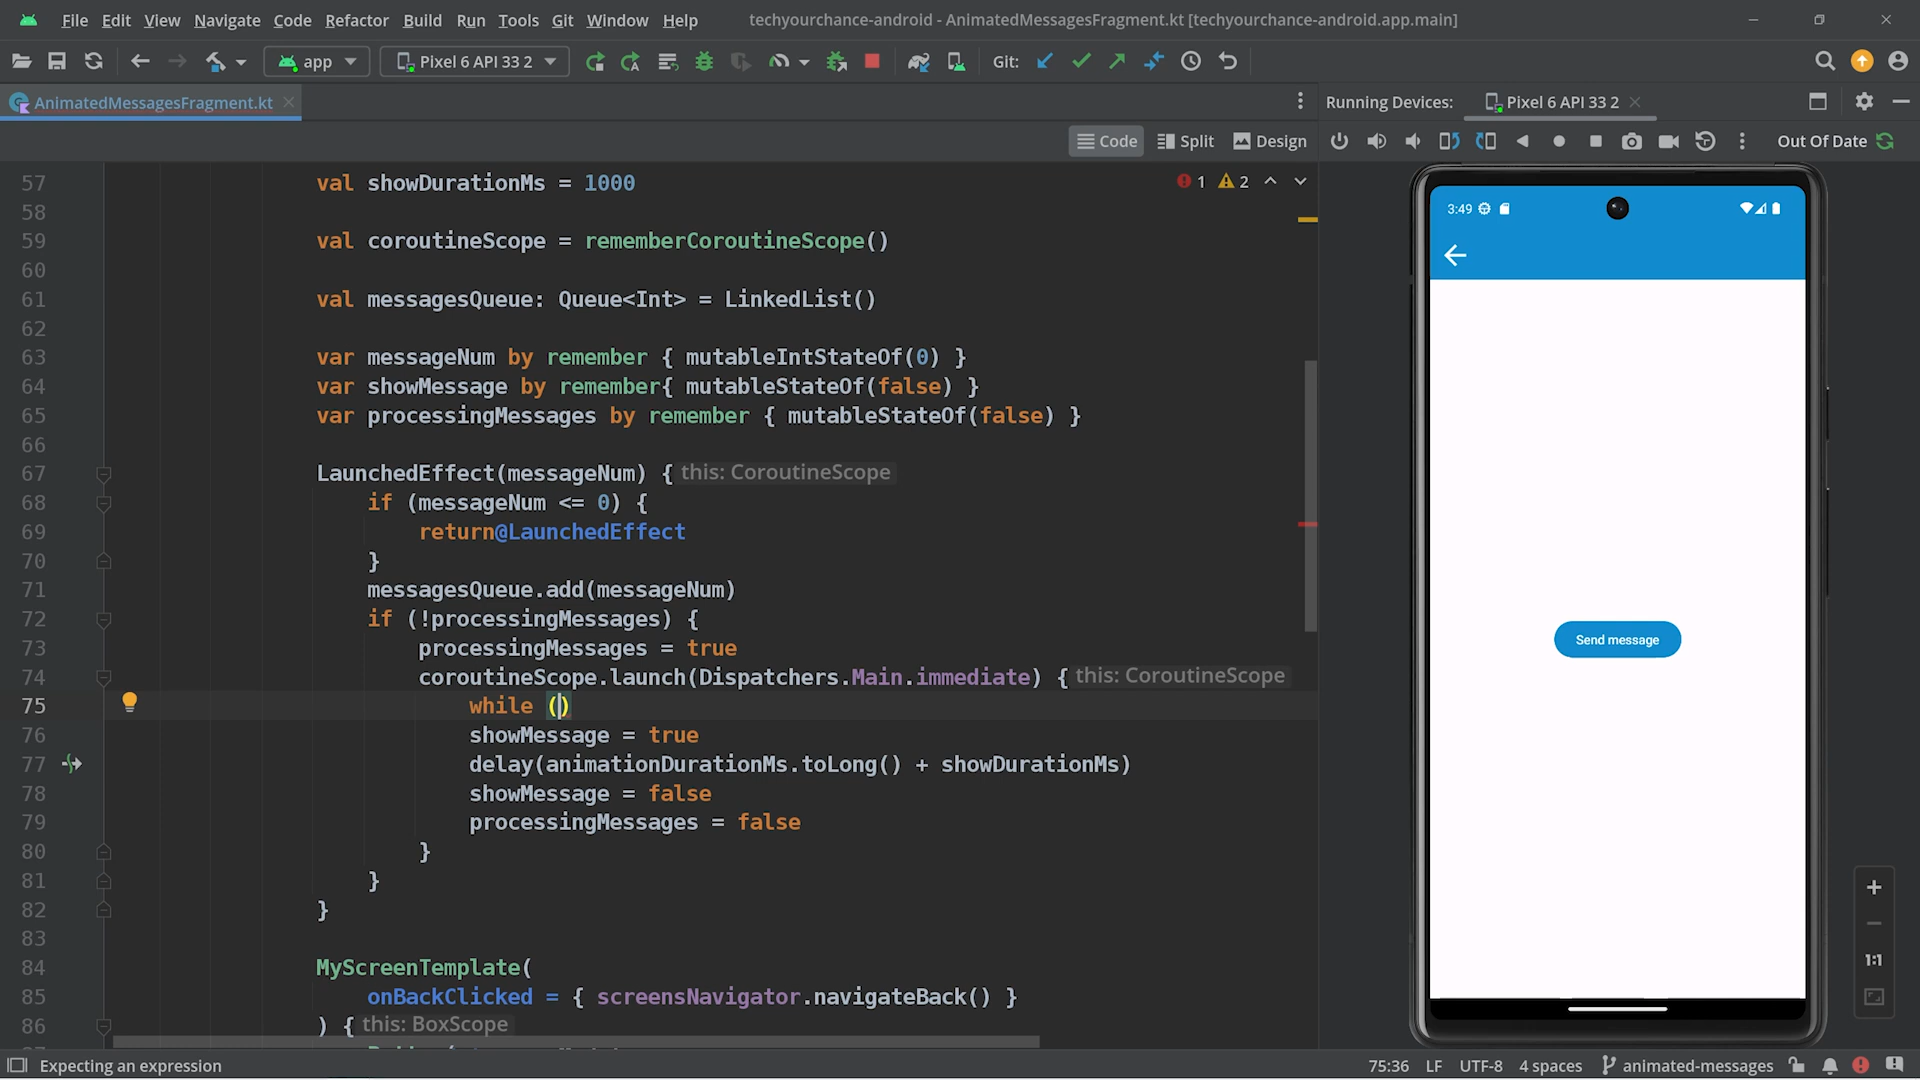 File Edit View Navigate Code Refactor Build Run Tools Git Window Help techyourchance-android - AnimatedMessagesFragment.kt [techyourchance-android.app.main]
app Pixel 6 API 33 2 Git:
AnimatedMessagesFragment.kt Running Devices: Pixel 6 API 33 2
Code Split Design Out Of Date
57 val showDurationMs = 1000 1 2
58
59 val coroutineScope = rememberCoroutineScope()
60
61 val messagesQueue: Queue<Int> = LinkedList()
62
63 var messageNum by remember { mutableIntStateOf(0) }
64 var showMessage by remember{ mutableStateOf(false) }
65 var processingMessages by remember { mutableStateOf(false) }
66
67 LaunchedEffect(messageNum) { this: CoroutineScope
68 if (messageNum <= 0) {
69 return@LaunchedEffect
70 }
71 messagesQueue.add(messageNum)
72 if (!processingMessages) {
73 processingMessages = true
74 coroutineScope.launch(Dispatchers.Main.immediate) { this: CoroutineScope
75 while ()
76 showMessage = true
77 delay(animationDurationMs.toLong() + showDurationMs)
78 showMessage = false
79 processingMessages = false
80 }
81 }
82 }
83
84 MyScreenTemplate(
85 onBackClicked = { screensNavigator.navigateBack() }
86 ) { this: BoxScope
3:49
Send message
1:1
Expecting an expression 75:36 LF UTF-8 4 spaces animated-messages